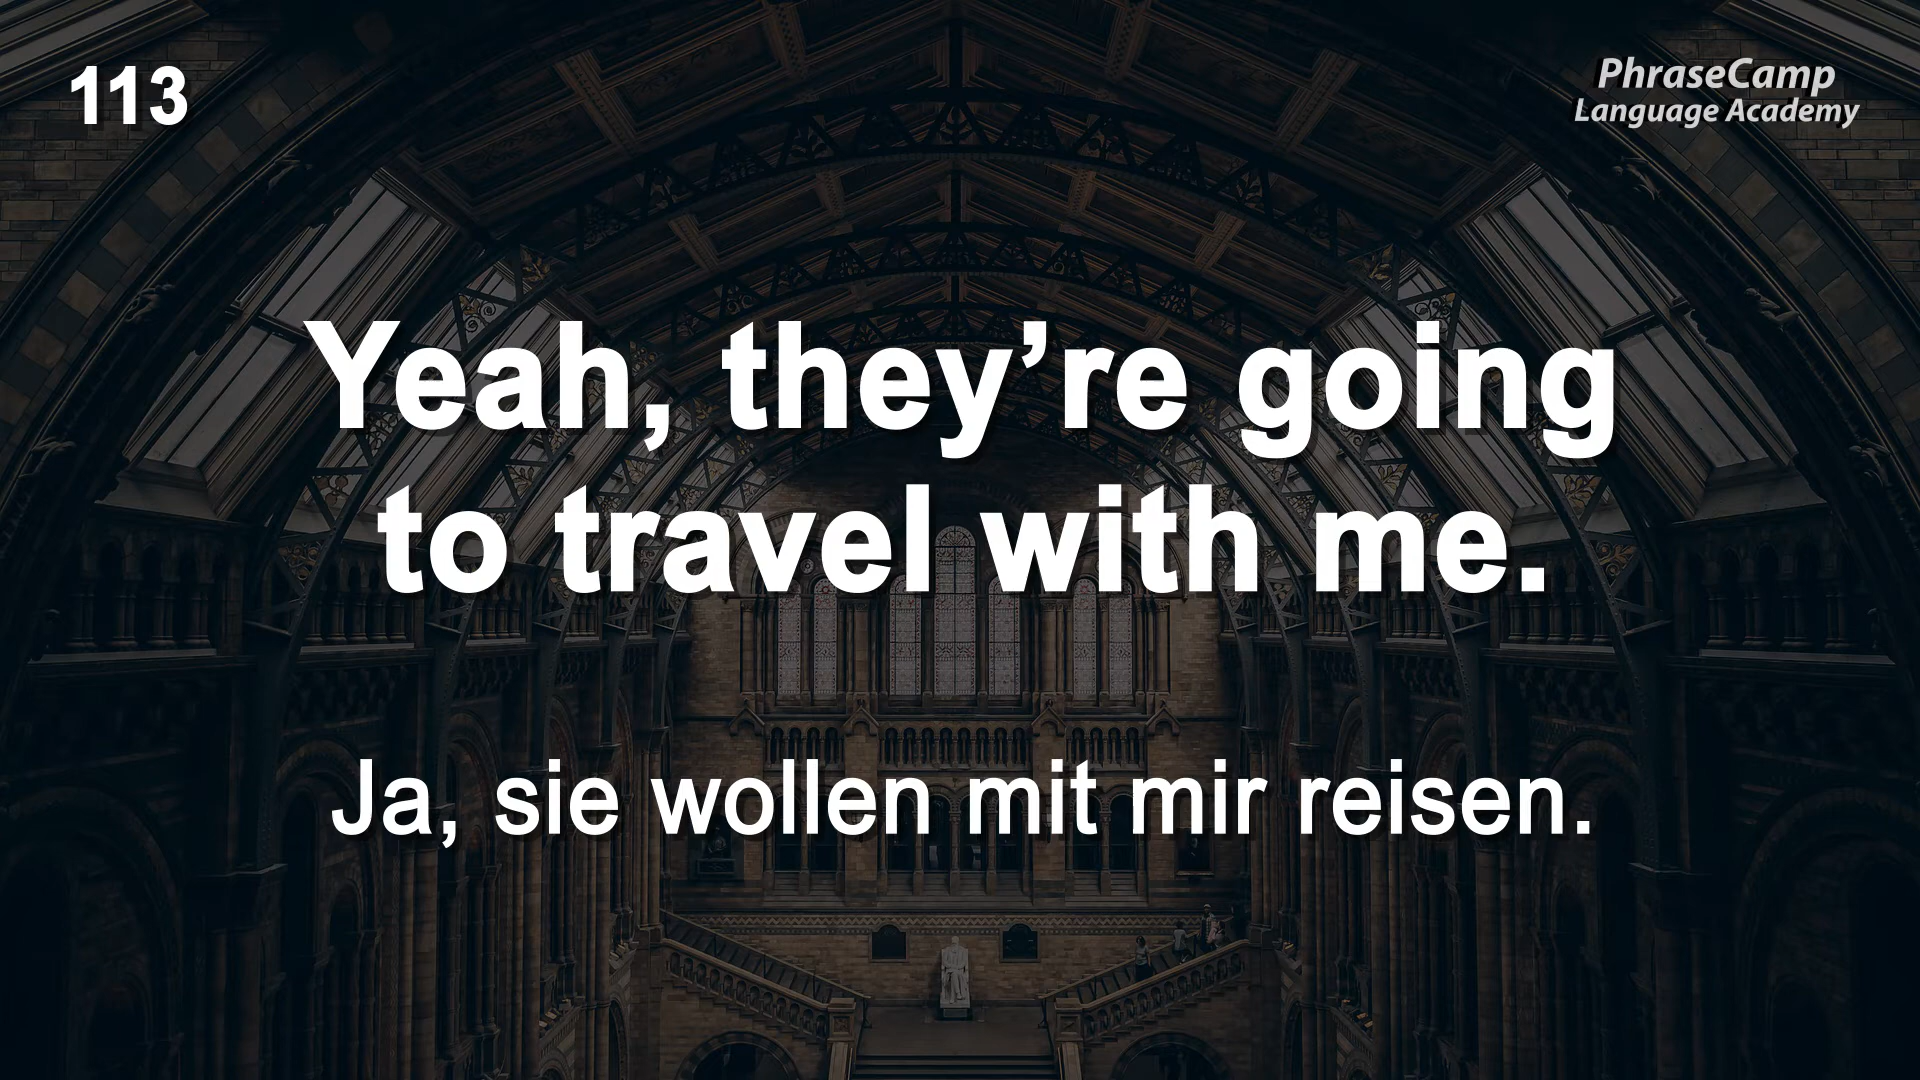 113
PhraseCamp
Language Academy
Yeah, they’re going
to travel with me.
Ja, sie wollen mit mir reisen.